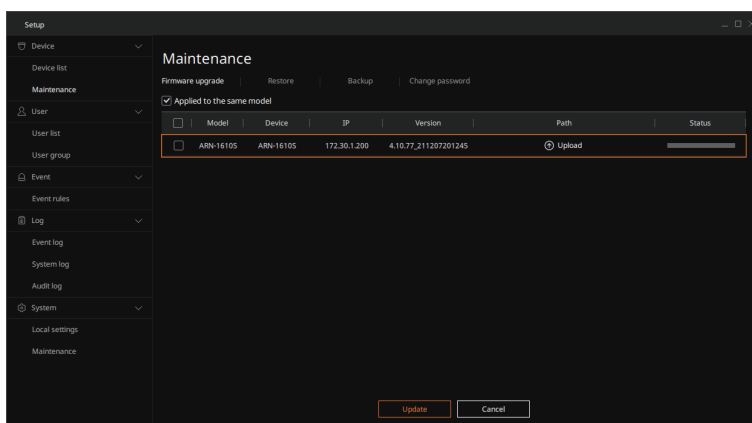 Setup
Device
Device list
Maintenance
User
User list
User group
Event
Event rules
Log
Event log
System log
Audit log
System
Local settings
Maintenance
Maintenance
Firmware upgrade Restore Backup Change password
Applied to the same model
Model Device IP Version Path Status
ARN-1610S ARN-1610S 172.30.1.200 4.10.77_211207201245 Upload
Update Cancel